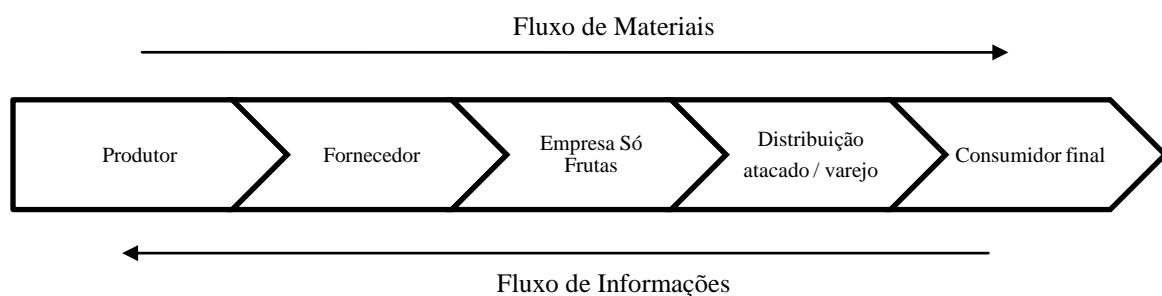 Fluxo de Materiais
Produtor
Fornecedor
Empresa Só
Frutas
Distribuição
atacado / varejo
Consumidor final
Fluxo de Informações